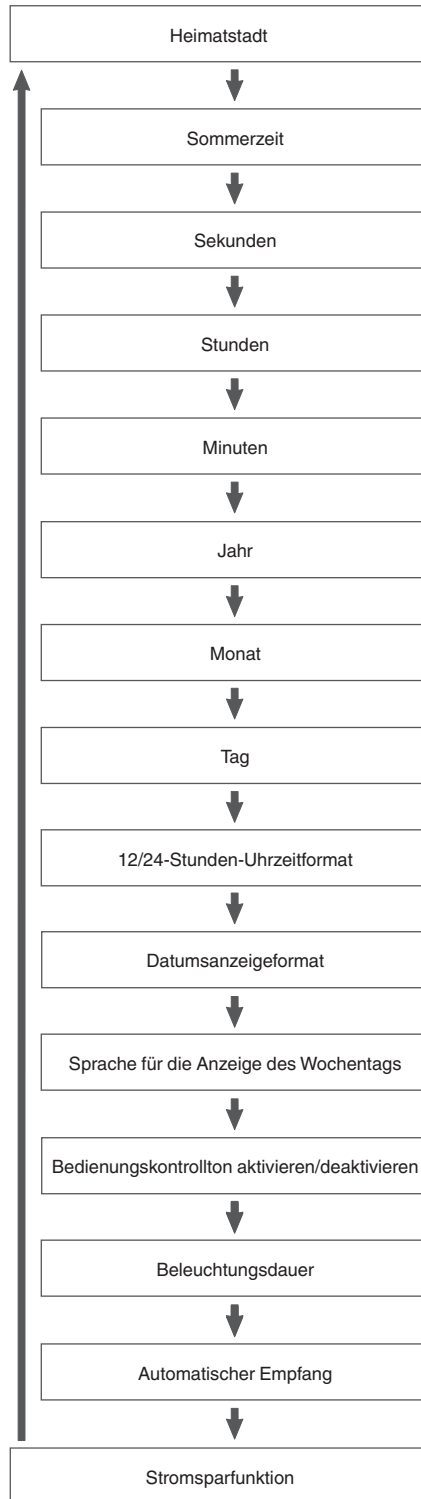 Heimatstadt
Sommerzeit
Sekunden
Stunden
Minuten
Jahr
Monat
Tag
12/24-Stunden-Uhrzeitformat
Datumsanzeigeformat
Sprache für die Anzeige des Wochentags
Bedienungskontrollton aktivieren/deaktivieren
Beleuchtungsdauer
Automatischer Empfang
Stromsparfunktion